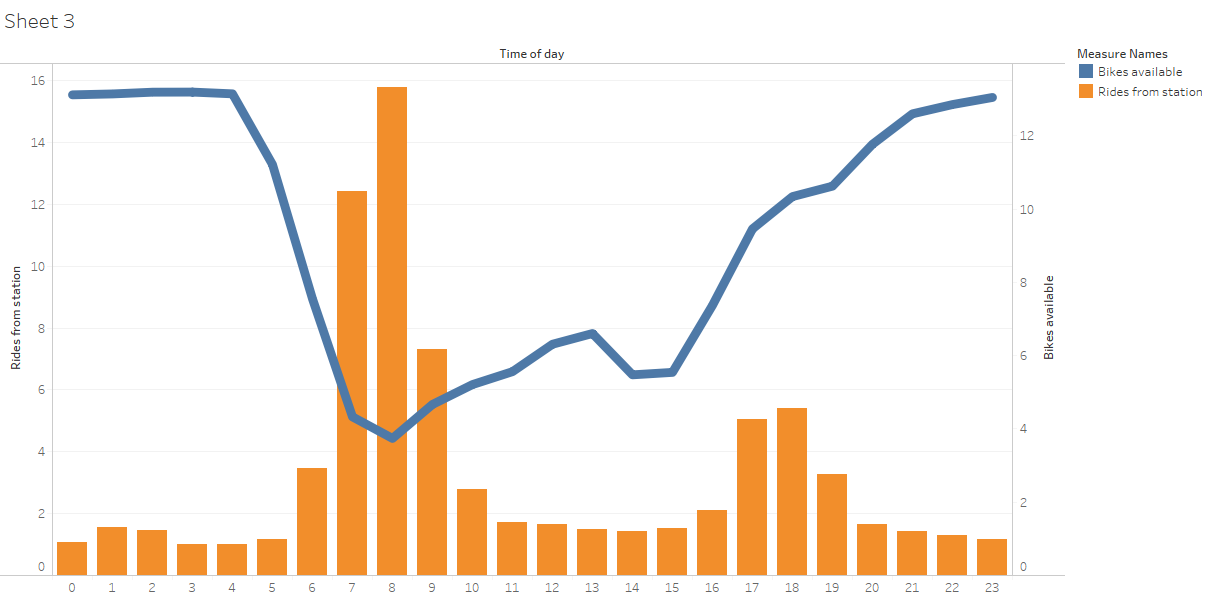 Sheet 3
Time of day
Measure Names
Bikes available
Rides from station
Rides from station
16
14
12
10
8
6
4
2
0
Bikes available
12
10
8
6
4
2
0
0 1 2 3 4 5 6 7 8 9 10 11 12 13 14 15 16 17 18 19 20 21 22 23